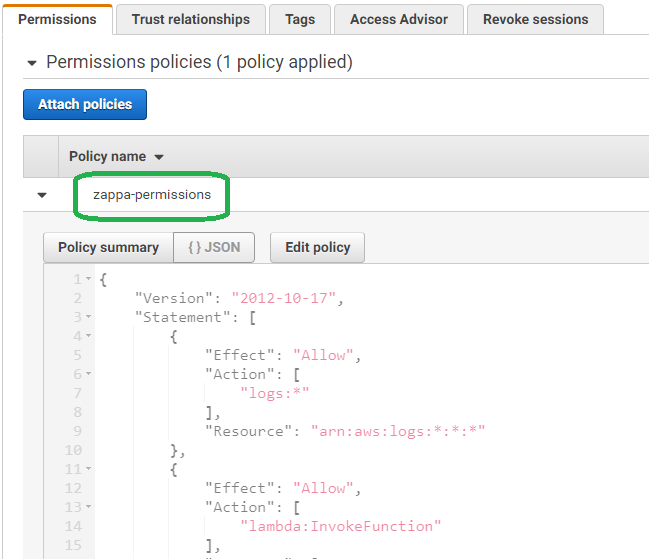 Permissions Trust relationships Tags Access Advisor Revoke sessions
Permissions policies (1 policy applied)
Attach policies
Policy name
zappa-permissions
Policy summary { } JSON Edit policy
1 {
2 "Version": "2012-10-17",
3 "Statement": [
4 {
5 "Effect": "Allow",
6 "Action": [
7 "logs:*"
8 ],
9 "Resource": "arn:aws:logs:*:*:*"
10 },
11 {
12 "Effect": "Allow",
13 "Action": [
14 "lambda:InvokeFunction"
15 ],